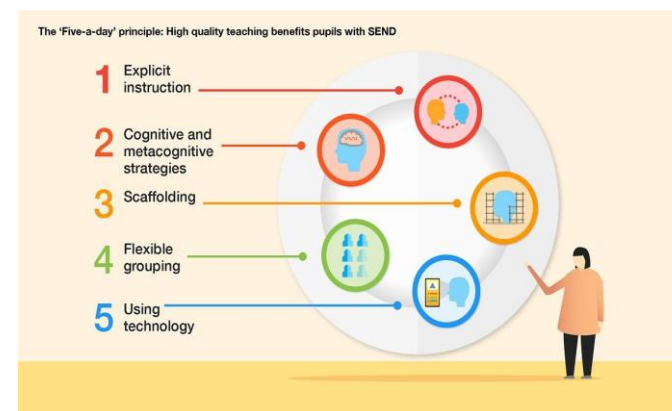 The ‘Five-a-day’ principle: High quality teaching benefits pupils with SEND
1 Explicit
instruction
2 Cognitive and
metacognitive
strategies
3 Scaffolding
4 Flexible
grouping
5 Using
technology